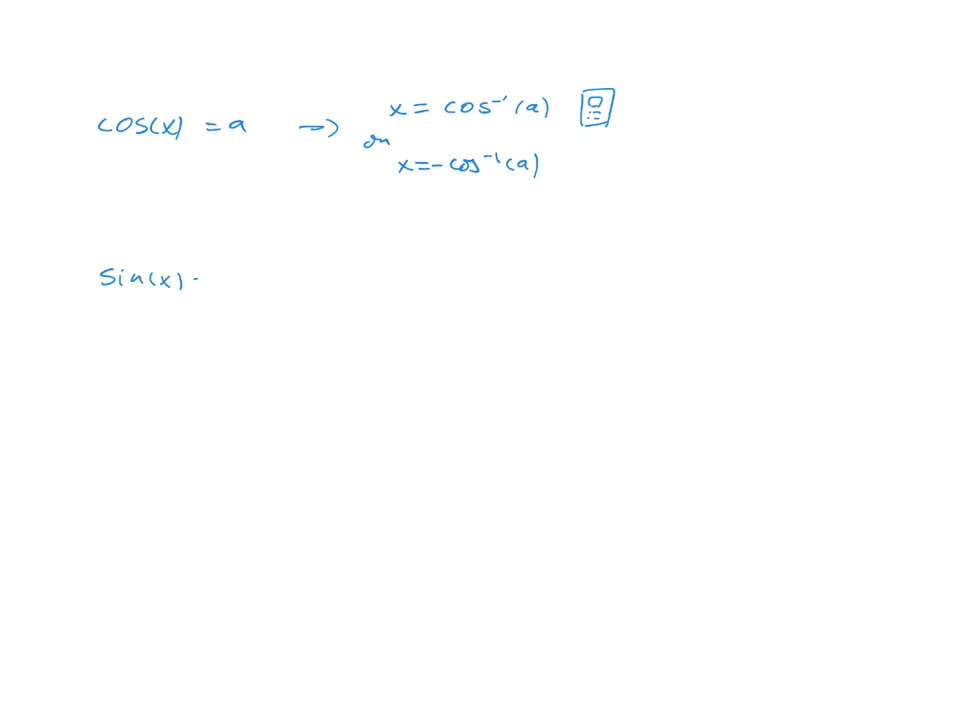 cos(x) = a → x = cos⁻¹(a)
or
x = -cos⁻¹(a)
sin(x) -